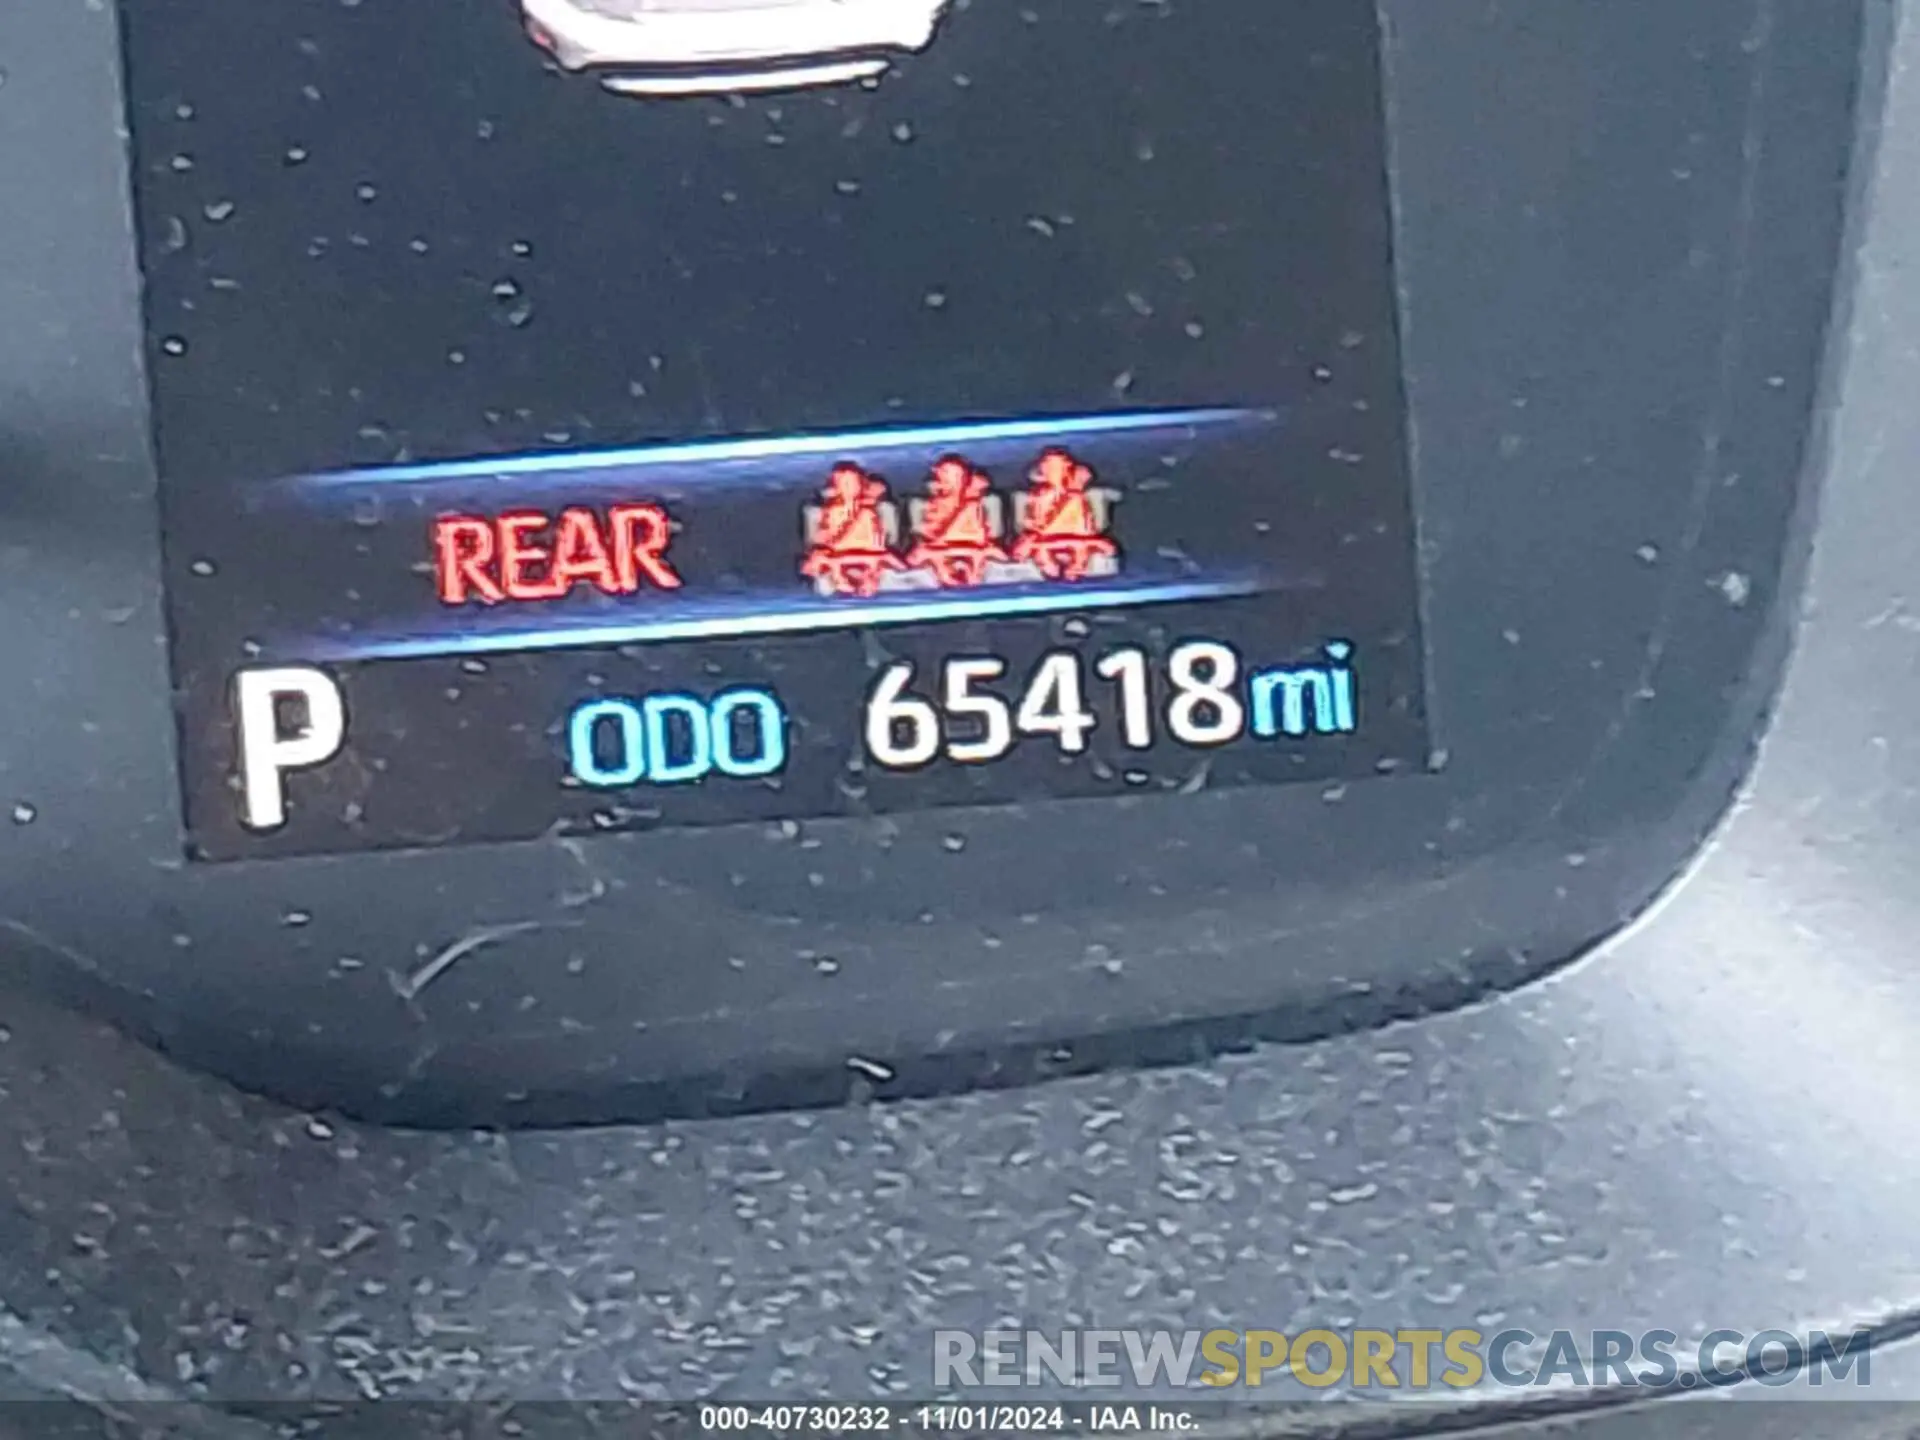 REAR
P ODO 65418mi
RENEWSPORTSCARS.COM
000-40730232 - 11/01/2024 - IAA Inc.